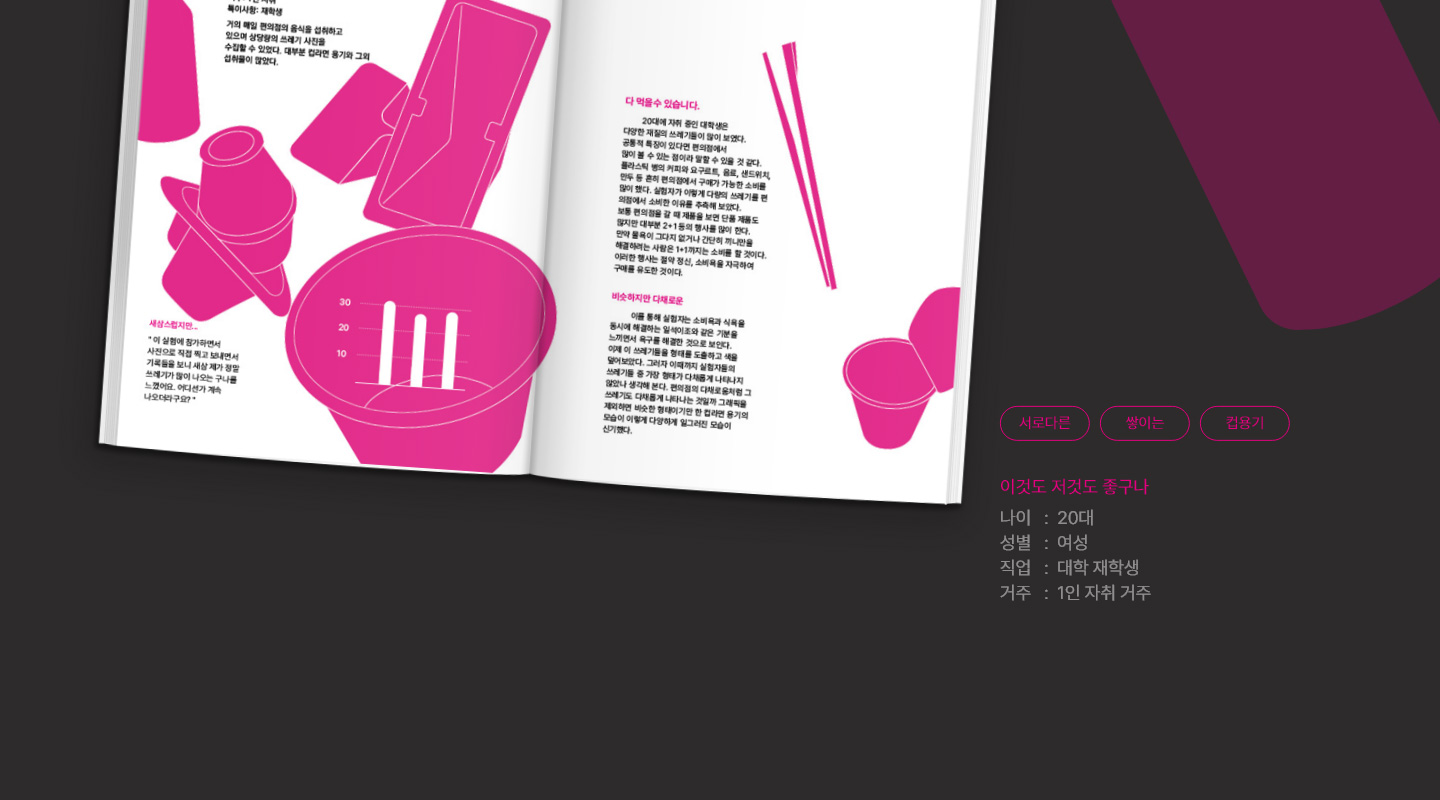 특이사항: 재학생
거의 매일 편의점의 음식을 섭취하고
있으며 상당량의 쓰레기 사진을
수집할 수 있었다. 대부분 컵라면 용기와 그외
섭취물이 많았다.
새삼스럽지만...
" 이 실험에 참가하면서
사진으로 직접 찍고 보내면서
기록들을 보니 새삼 제가 정말
쓰레기가 많이 나오는 구나를
느꼈어요. 어디선가 계속
나오더라구요? "
30
20
10
다 먹을수 있습니다.
20대에 자취 중인 대학생은
다양한 재질의 쓰레기들이 많이 보였다.
공통적 특징이 있다면 편의점에서
많이 볼 수 있는 점이라 말할 수 있을 것 같다.
플라스틱 병의 커피와 요구르트, 음료, 샌드위치,
만두 등 흔히 편의점에서 구매가 가능한 소비를
많이 했다. 실험자가 이렇게 다량의 쓰레기를 편
의점에서 소비한 이유를 추측해 보았다.
보통 편의점을 갈 때 제품을 보면 단품 제품도
많지만 대부분 2+1등의 행사를 많이 한다.
만약 물욕이 그다지 없거나 간단히 끼니만을
해결하려는 사람은 1+1까지는 소비를 할 것이다.
이러한 행사는 절약 정신, 소비욕을 자극하여
구매를 유도한 것이다.
비슷하지만 다채로운
이를 통해 실험자는 소비욕과 식욕을
동시에 해결하는 일석이조와 같은 기분을
느끼면서 욕구를 해결한 것으로 보인다.
이제 이 쓰레기들을 형태를 도출하고 색을
덮어보았다. 그러자 이때까지 실험자들의
쓰레기들 중 가장 형태가 다채롭게 나타나지
않았나 생각해 본다. 편의점의 다채로움처럼 그
쓰레기도 다채롭게 나타나는 것일까 그래픽을
제외하면 비슷한 형태이기만 한 컵라면 용기의
모습이 이렇게 다양하게 일그러진 모습이
신기했다.
서로다른
쌓이는
컵용기
이것도 저것도 좋구나
나이 : 20대
성별 : 여성
직업 : 대학 재학생
거주 : 1인 자취 거주